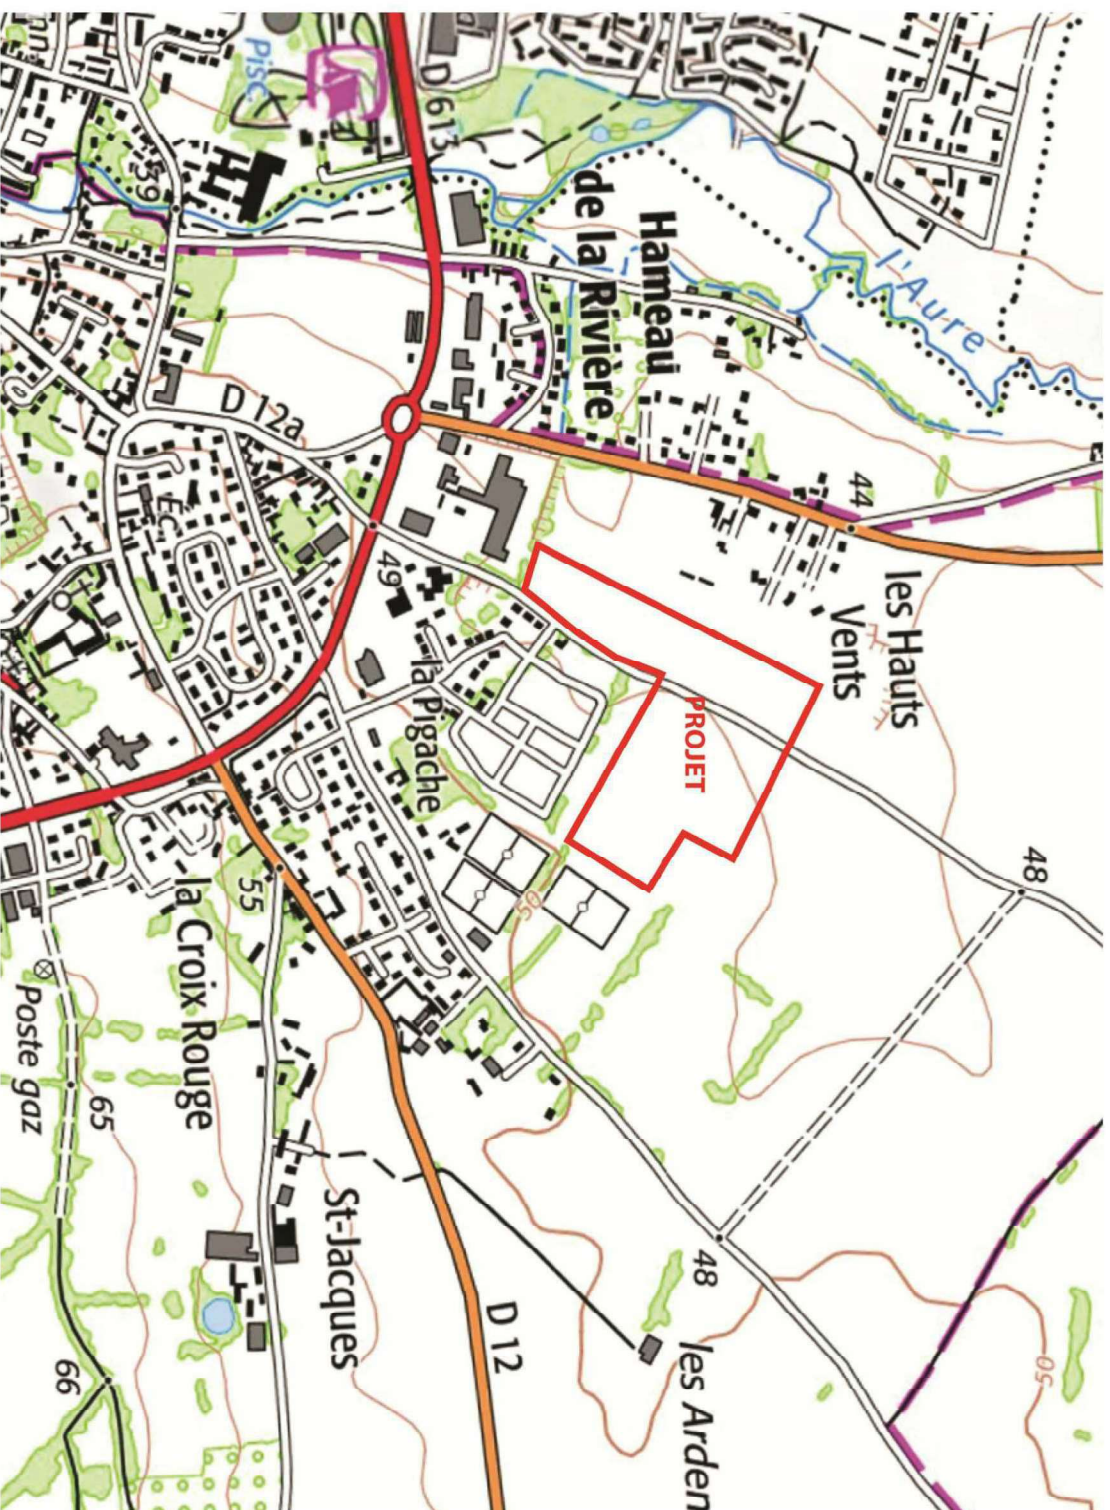 50
48
l'Aure
les Hauts
Vents
44
48
les Arden
PROJET
Hameau
de la Rivière
50
D 12
D 613
la Pigache
49
St-Jacques
Pisc.
D 12a
55
la Croix Rouge
Éc.
59
65
66
Poste gaz